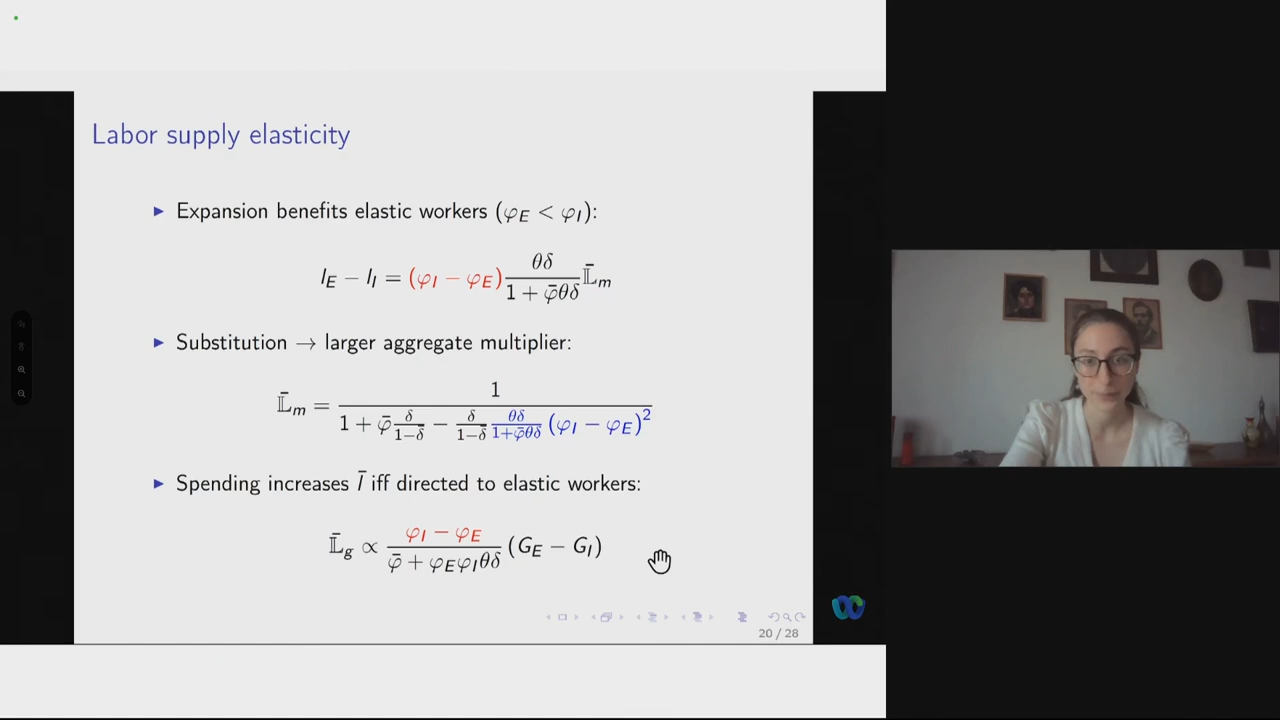 Labor supply elasticity
▶ Expansion benefits elastic workers (φ_E < φ_I):
l_E − l_I = (φ_I − φ_E) θδ / (1 + φ̄θδ) 𝕃̄_m
▶ Substitution → larger aggregate multiplier:
𝕃̄_m = 1 / (1 + φ̄ δ/(1−δ) − δ/(1−δ) θδ/(1+φ̄θδ) (φ_I − φ_E)²)
▶ Spending increases l̄ iff directed to elastic workers:
𝕃̄_g ∝ (φ_I − φ_E) / (φ̄ + φ_Eφ_Iθδ) (G_E − G_I)
20 / 28